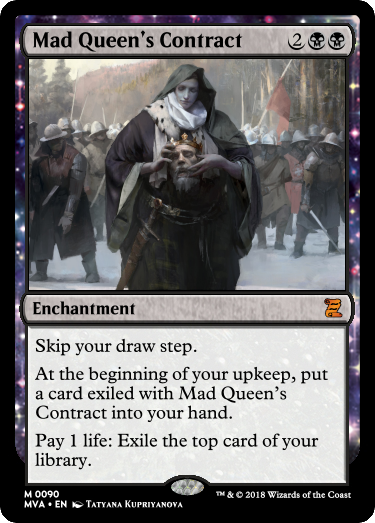 Mad Queen's Contract 2
Enchantment
Skip your draw step.
At the beginning of your upkeep, put
a card exiled with Mad Queen's
Contract into your hand.
Pay 1 life: Exile the top card of your
library.
M 0090
MVA • EN Tatyana Kupriyanova
™ & © 2018 Wizards of the Coast